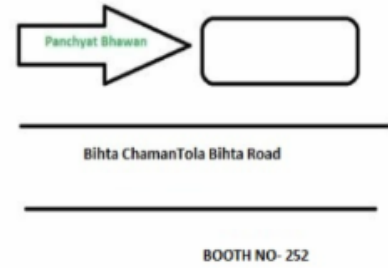 Panchyat Bhawan
Bihta ChamanTola Bihta Road
BOOTH NO- 252